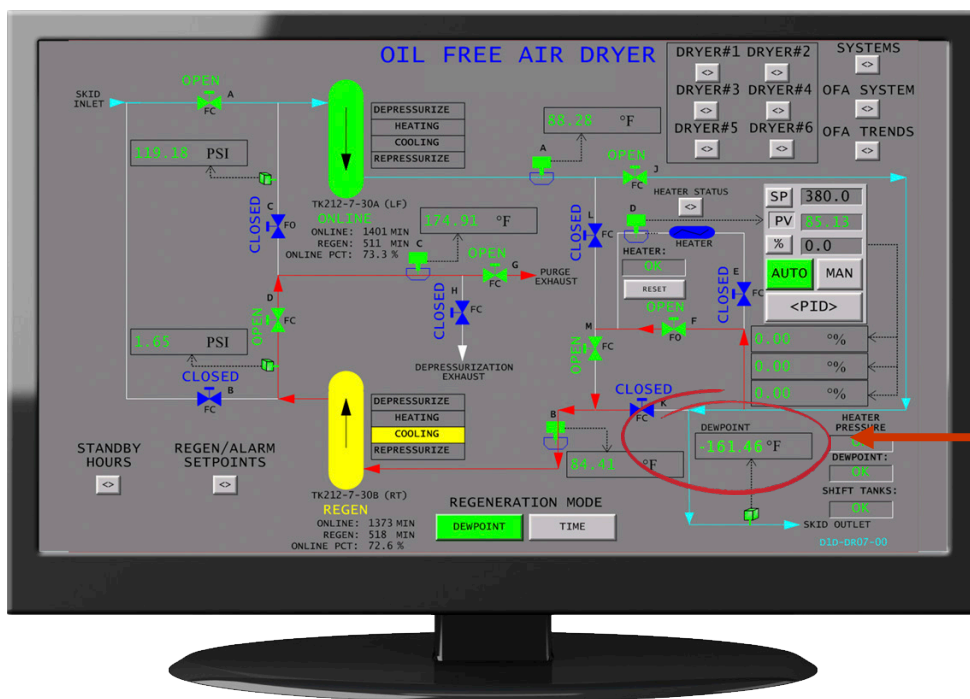 OIL FREE AIR DRYER
DRYER#1 DRYER#2
SYSTEMS
<>
<>
<>
DRYER#3 DRYER#4
OFA SYSTEM
<>
<>
<>
DRYER#5 DRYER#6
OFA TRENDS
<>
<>
<>
SKID
INLET
OPEN
A
FC
119.18 PSI
C
CLOSED
FO
DEPRESSURIZE
HEATING
COOLING
REPRESSURIZE
TK212-7-30A (LF)
ONLINE
ONLINE: 1401 MIN
REGEN: 511 MIN
ONLINE PCT: 73.3 %
88.28 °F
A
OPEN
J
FC
174.91 °F
C
OPEN
G
FC
PURGE
EXHAUST
H
CLOSED
FC
DEPRESSURIZATION
EXHAUST
L
CLOSED
FC
HEATER STATUS
<>
D
HEATER
HEATER:
OK
RESET
E
CLOSED
FC
SP 380.0
PV 85.13
% 0.0
AUTO MAN
<PID>
OPEN
F
FO
M
OPEN
FC
0.00 °%
0.00 °%
0.00 °%
D
OPEN
FC
1.65 PSI
CLOSED
B
FC
DEPRESSURIZE
HEATING
COOLING
REPRESSURIZE
TK212-7-30B (RT)
REGEN
ONLINE: 1373 MIN
REGEN: 518 MIN
ONLINE PCT: 72.6 %
CLOSED
K
FC
B
84.41 °F
DEWPOINT
-161.46 °F
HEATER
PRESSURE
OK
DEWPOINT:
OK
SHIFT TANKS:
OK
SKID OUTLET
D1D-DR07-00
STANDBY
HOURS
<>
REGEN/ALARM
SETPOINTS
<>
REGENERATION MODE
DEWPOINT TIME